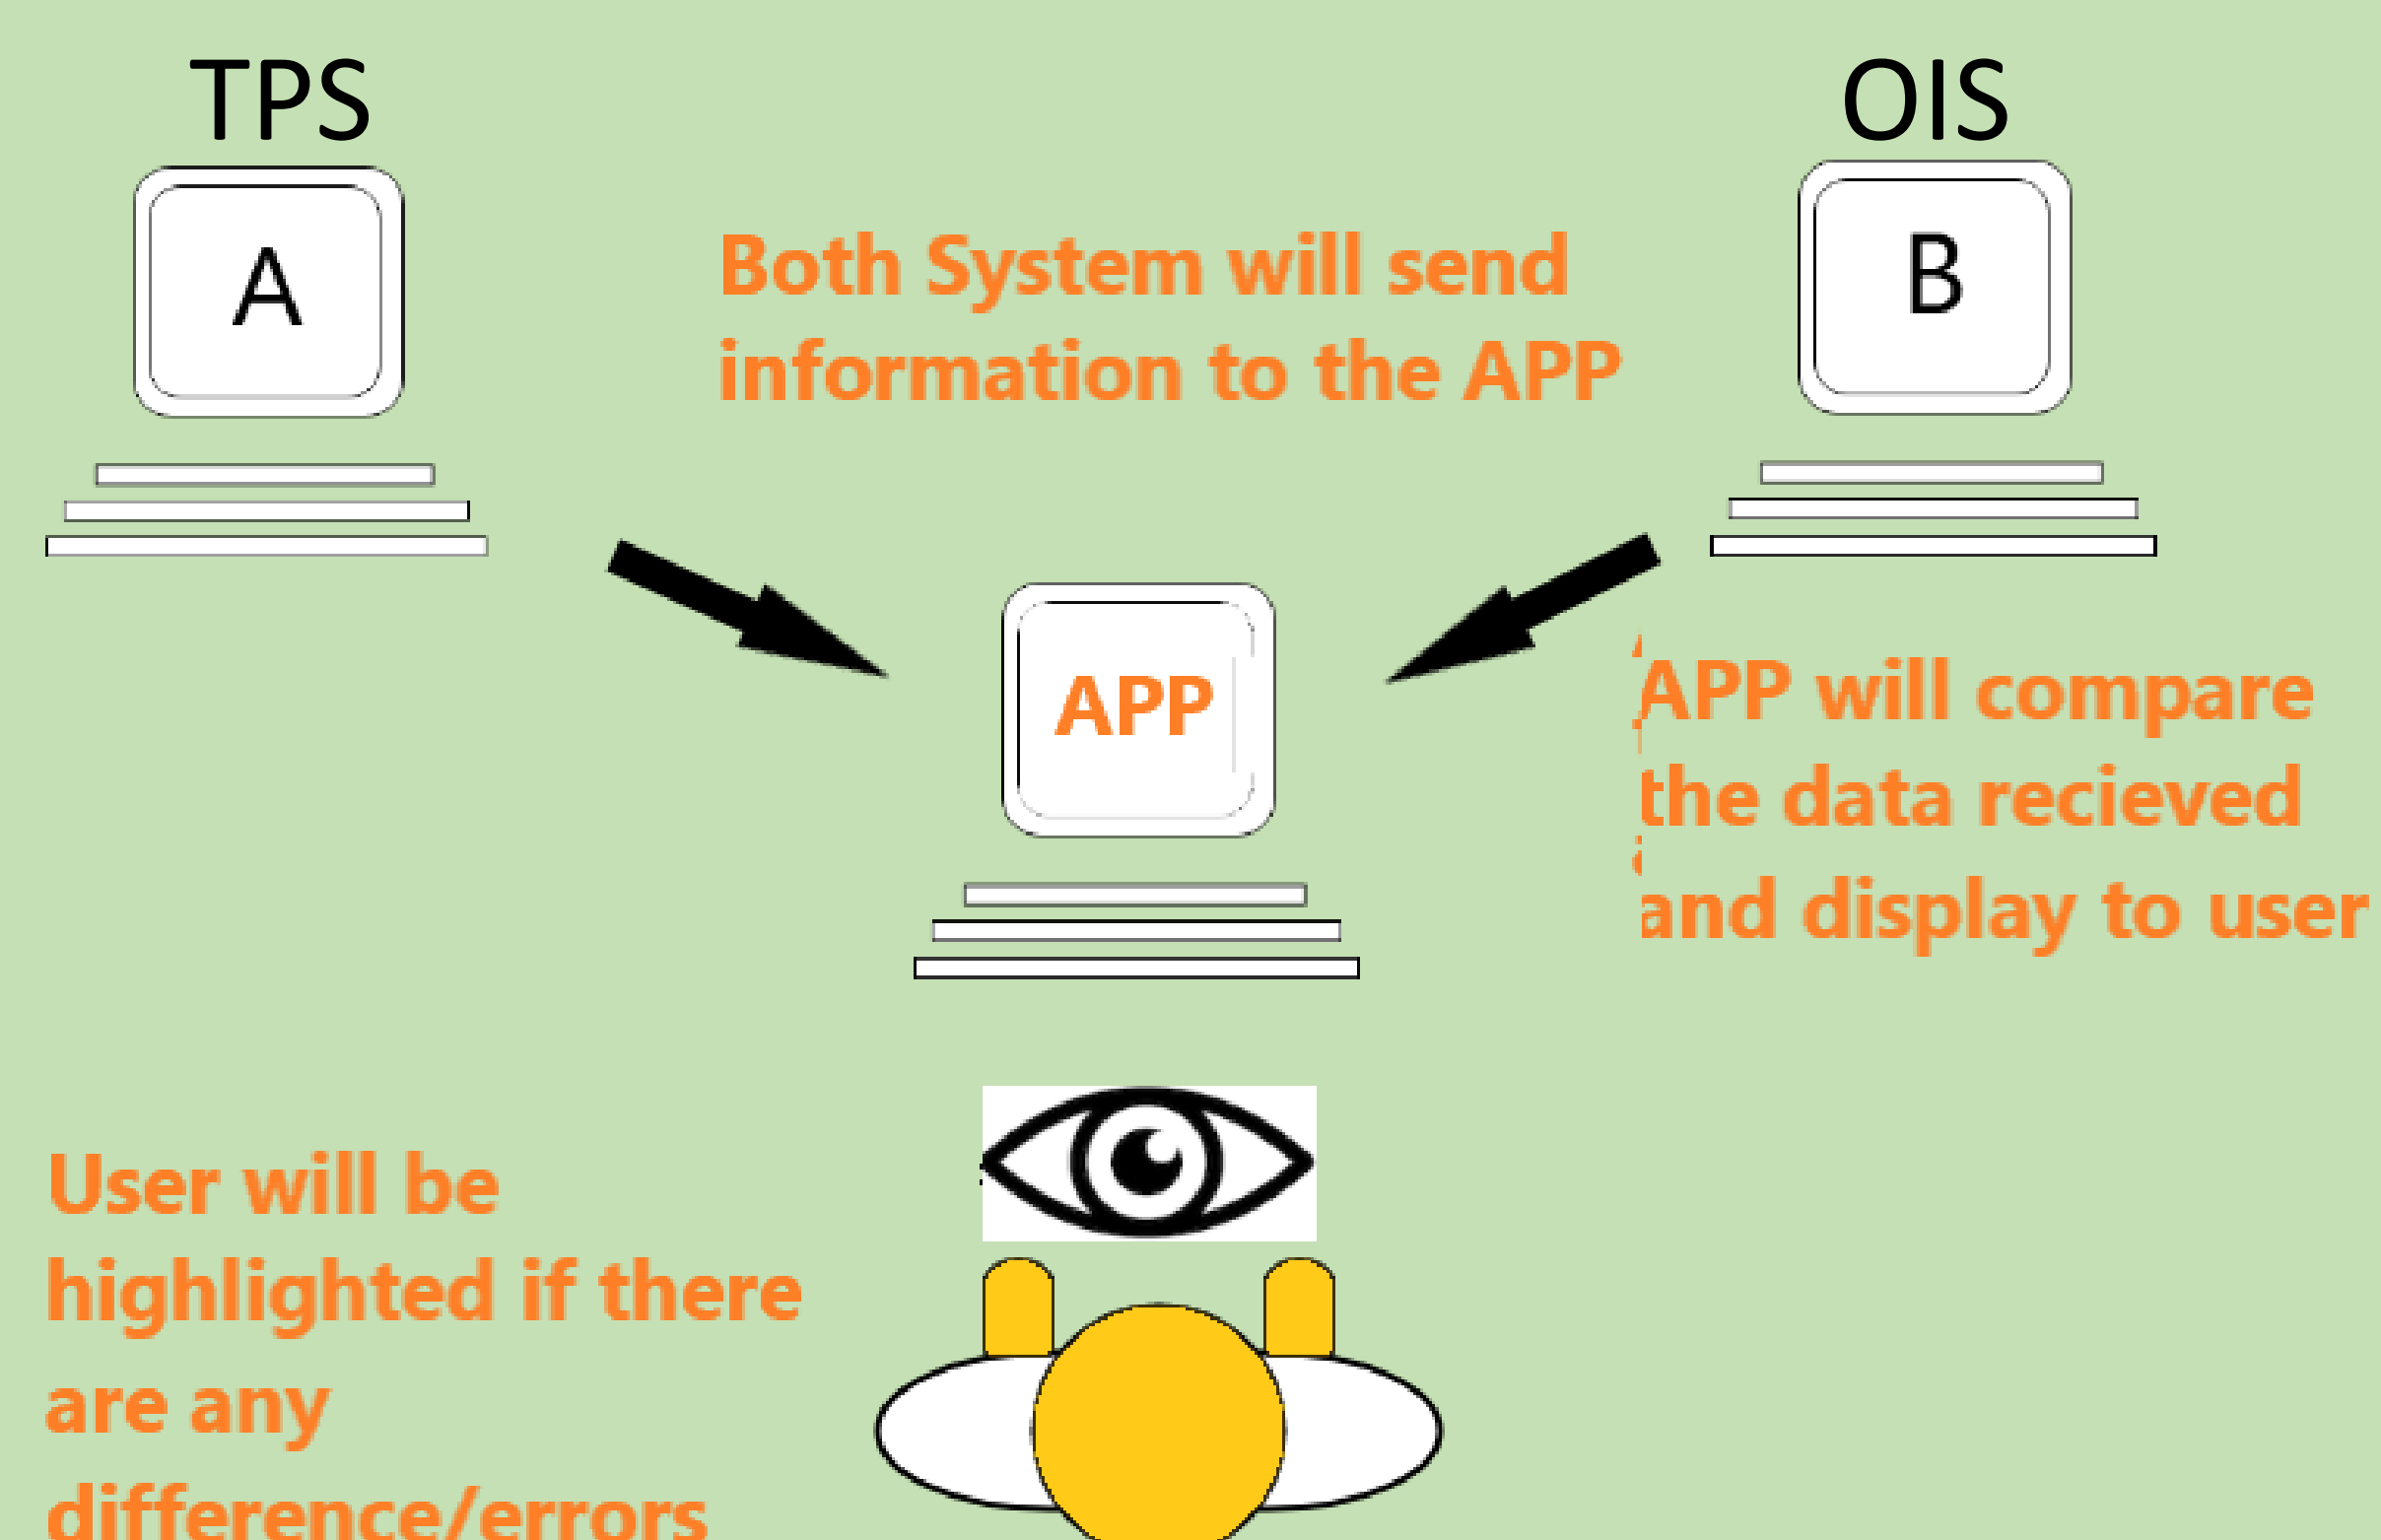 TPS
OIS
A
B
Both System will send
information to the APP
APP
APP will compare
the data recieved
and display to user
User will be
highlighted if there
are any
difference/errors